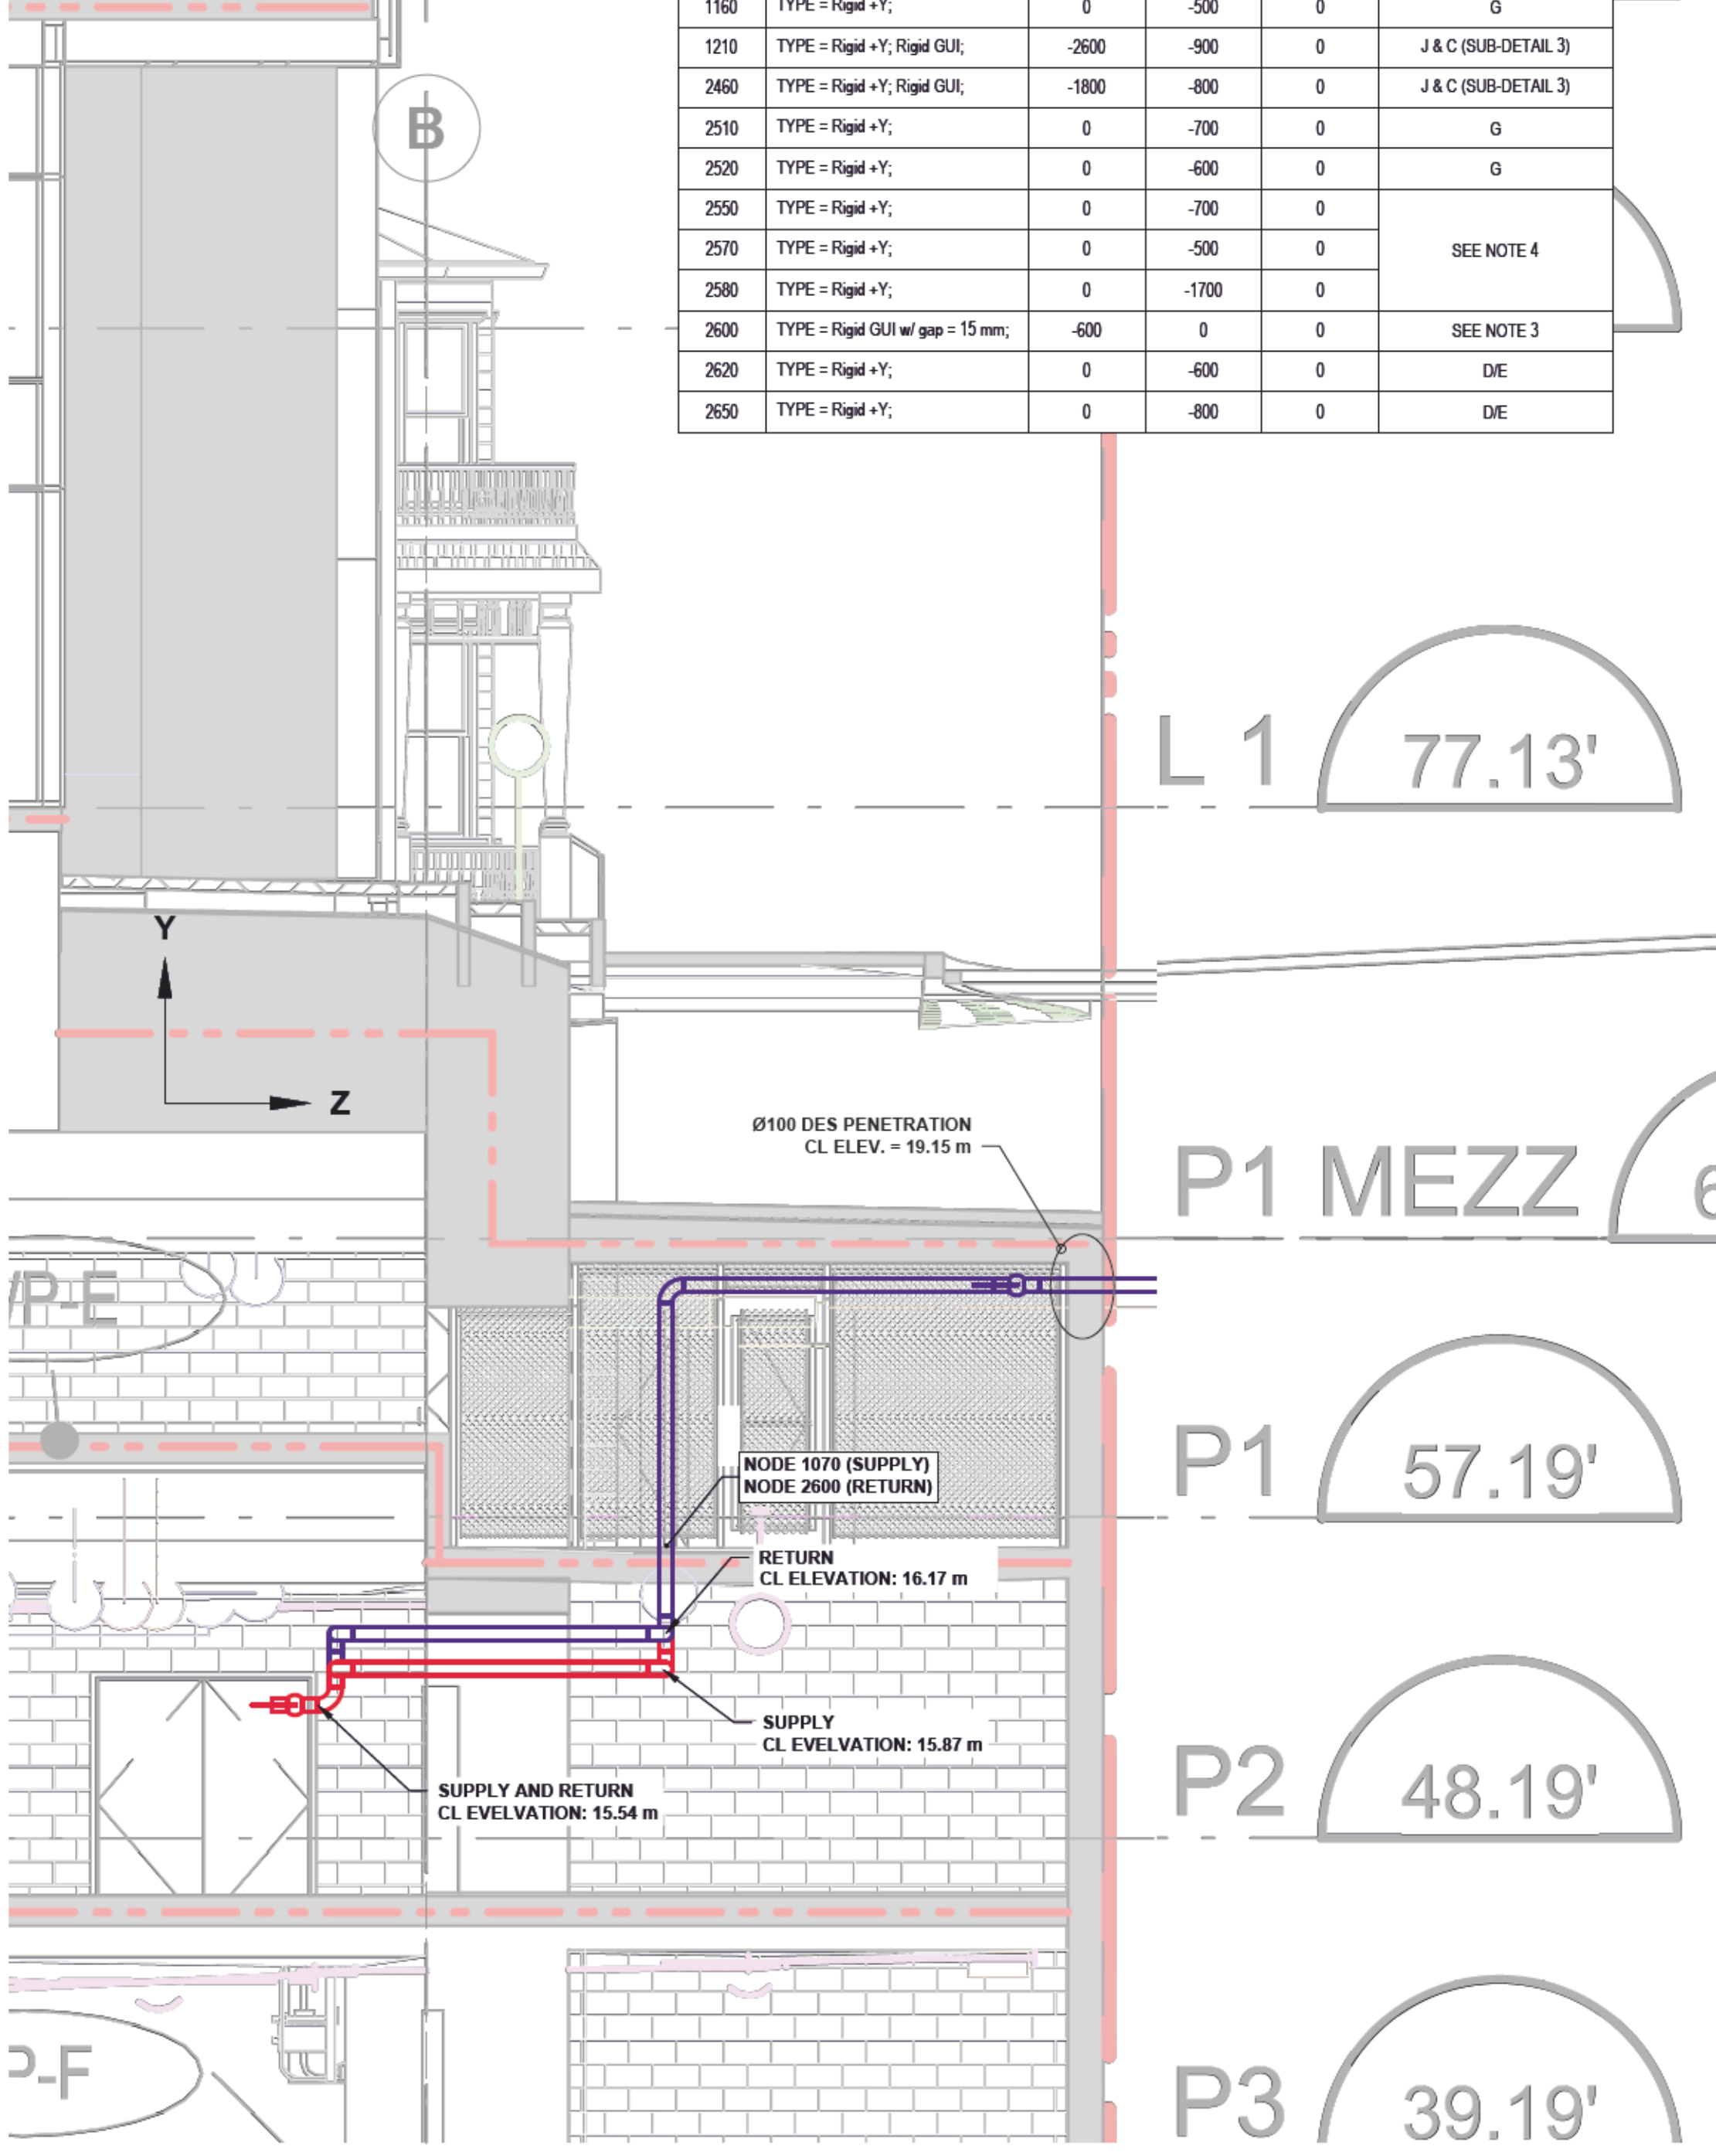 1160 TYPE = Rigid +Y; 0 -500 0 G
1210 TYPE = Rigid +Y; Rigid GUI; -2600 -900 0 J & C (SUB-DETAIL 3)
2460 TYPE = Rigid +Y; Rigid GUI; -1800 -800 0 J & C (SUB-DETAIL 3)
2510 TYPE = Rigid +Y; 0 -700 0 G
2520 TYPE = Rigid +Y; 0 -600 0 G
2550 TYPE = Rigid +Y; 0 -700 0
2570 TYPE = Rigid +Y; 0 -500 0 SEE NOTE 4
2580 TYPE = Rigid +Y; 0 -1700 0
2600 TYPE = Rigid GUI w/ gap = 15 mm; -600 0 0 SEE NOTE 3
2620 TYPE = Rigid +Y; 0 -600 0 D/E
2650 TYPE = Rigid +Y; 0 -800 0 D/E
B
L 1 77.13'
Y
Z
Ø100 DES PENETRATION
CL ELEV. = 19.15 m
P1 MEZZ 6
P-E
P1 57.19'
NODE 1070 (SUPPLY)
NODE 2600 (RETURN)
RETURN
CL ELEVATION: 16.17 m
SUPPLY
CL EVELVATION: 15.87 m
SUPPLY AND RETURN
CL EVELVATION: 15.54 m
P2 48.19'
P-F
P3 39.19'